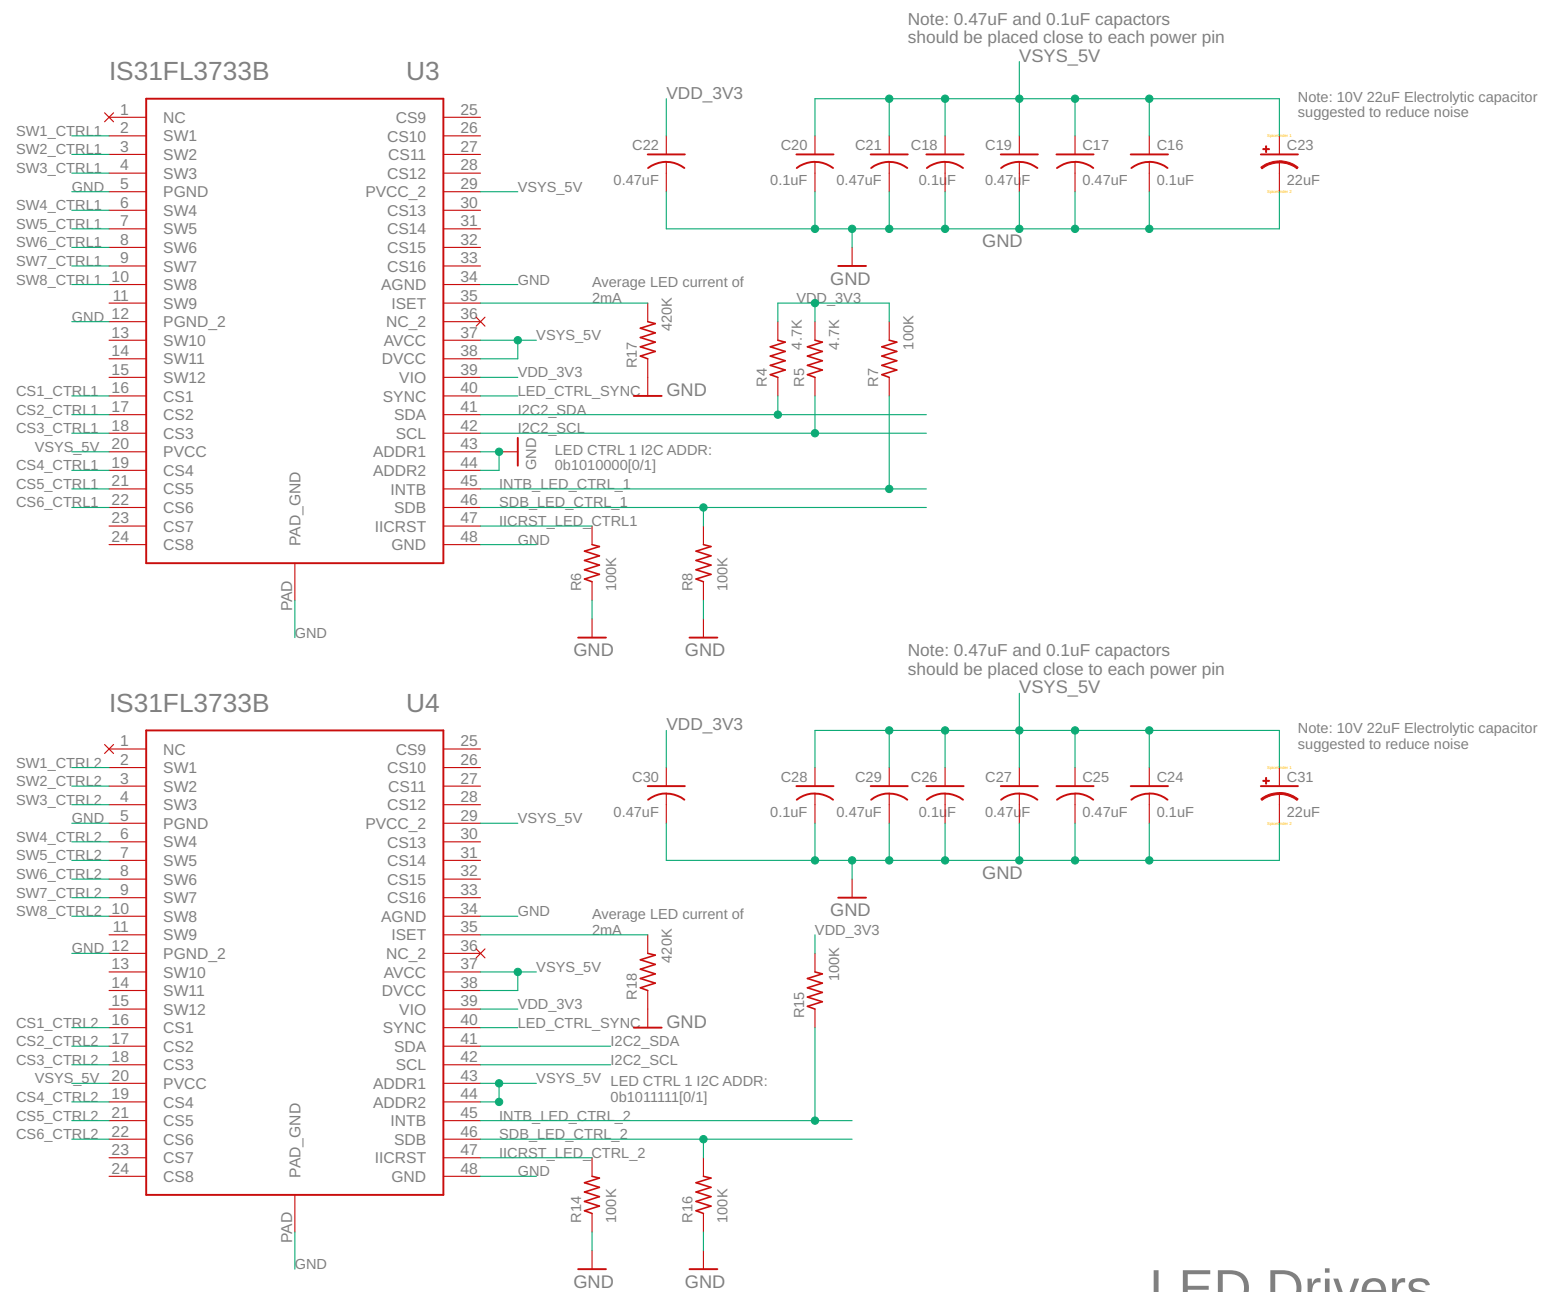 Note: 0.47uF and 0.1uF capactors
should be placed close to each power pin
VSYS_5V
IS31FL3733B
U3
VDD_3V3
Note: 10V 22uF Electrolytic capacitor
suggested to reduce noise
C22
0.47uF
C20
0.1uF
C21
0.47uF
C18
0.1uF
C19
0.47uF
C17
0.47uF
C16
0.1uF
C23
22uF
GND
GND
1 NC
SW1_CTRL1 2 SW1
SW2_CTRL1 3 SW2
SW3_CTRL1 4 SW3
GND 5 PGND
SW4_CTRL1 6 SW4
SW5_CTRL1 7 SW5
SW6_CTRL1 8 SW6
SW7_CTRL1 9 SW7
SW8_CTRL1 10 SW8
11 SW9
GND 12 PGND_2
13 SW10
14 SW11
15 SW12
CS1_CTRL1 16 CS1
CS2_CTRL1 17 CS2
CS3_CTRL1 18 CS3
VSYS_5V 20 PVCC
CS4_CTRL1 19 CS4
CS5_CTRL1 21 CS5
CS6_CTRL1 22 CS6
23 CS7
24 CS8
CS9 25
CS10 26
CS11 27
CS12 28
PVCC_2 29 VSYS_5V
CS13 30
CS14 31
CS15 32
CS16 33
AGND 34 GND
ISET 35
NC_2 36
AVCC 37 VSYS_5V
DVCC 38
VIO 39 VDD_3V3
SYNC 40 LED_CTRL_SYNC
SDA 41 I2C2_SDA
SCL 42 I2C2_SCL
ADDR1 43
ADDR2 44
GND
INTB 45 INTB_LED_CTRL_1
SDB 46 SDB_LED_CTRL_1
IICRST 47 IICRST_LED_CTRL1
GND 48 GND
PAD_GND
PAD
GND
Average LED current of
2mA
R17
420K
GND
VDD_3V3
R4
4.7K
R5
4.7K
R7
100K
LED CTRL 1 I2C ADDR:
0b1010000[0/1]
R6
100K
GND
R8
100K
GND
Note: 0.47uF and 0.1uF capactors
should be placed close to each power pin
VSYS_5V
IS31FL3733B
U4
VDD_3V3
Note: 10V 22uF Electrolytic capacitor
suggested to reduce noise
C30
0.47uF
C28
0.1uF
C29
0.47uF
C26
0.1uF
C27
0.47uF
C25
0.47uF
C24
0.1uF
C31
22uF
GND
GND
1 NC
SW1_CTRL2 2 SW1
SW2_CTRL2 3 SW2
SW3_CTRL2 4 SW3
GND 5 PGND
SW4_CTRL2 6 SW4
SW5_CTRL2 7 SW5
SW6_CTRL2 8 SW6
SW7_CTRL2 9 SW7
SW8_CTRL2 10 SW8
11 SW9
GND 12 PGND_2
13 SW10
14 SW11
15 SW12
CS1_CTRL2 16 CS1
CS2_CTRL2 17 CS2
CS3_CTRL2 18 CS3
VSYS_5V 20 PVCC
CS4_CTRL2 19 CS4
CS5_CTRL2 21 CS5
CS6_CTRL2 22 CS6
23 CS7
24 CS8
CS9 25
CS10 26
CS11 27
CS12 28
PVCC_2 29 VSYS_5V
CS13 30
CS14 31
CS15 32
CS16 33
AGND 34 GND
ISET 35
NC_2 36
AVCC 37 VSYS_5V
DVCC 38
VIO 39 VDD_3V3
SYNC 40 LED_CTRL_SYNC
SDA 41 I2C2_SDA
SCL 42 I2C2_SCL
ADDR1 43 VSYS_5V
ADDR2 44
INTB 45 INTB_LED_CTRL_2
SDB 46 SDB_LED_CTRL_2
IICRST 47 IICRST_LED_CTRL_2
GND 48 GND
PAD_GND
PAD
GND
Average LED current of
2mA
R18
420K
GND
VDD_3V3
R15
100K
LED CTRL 1 I2C ADDR:
0b1011111[0/1]
R14
100K
GND
R16
100K
GND
LED Drivers